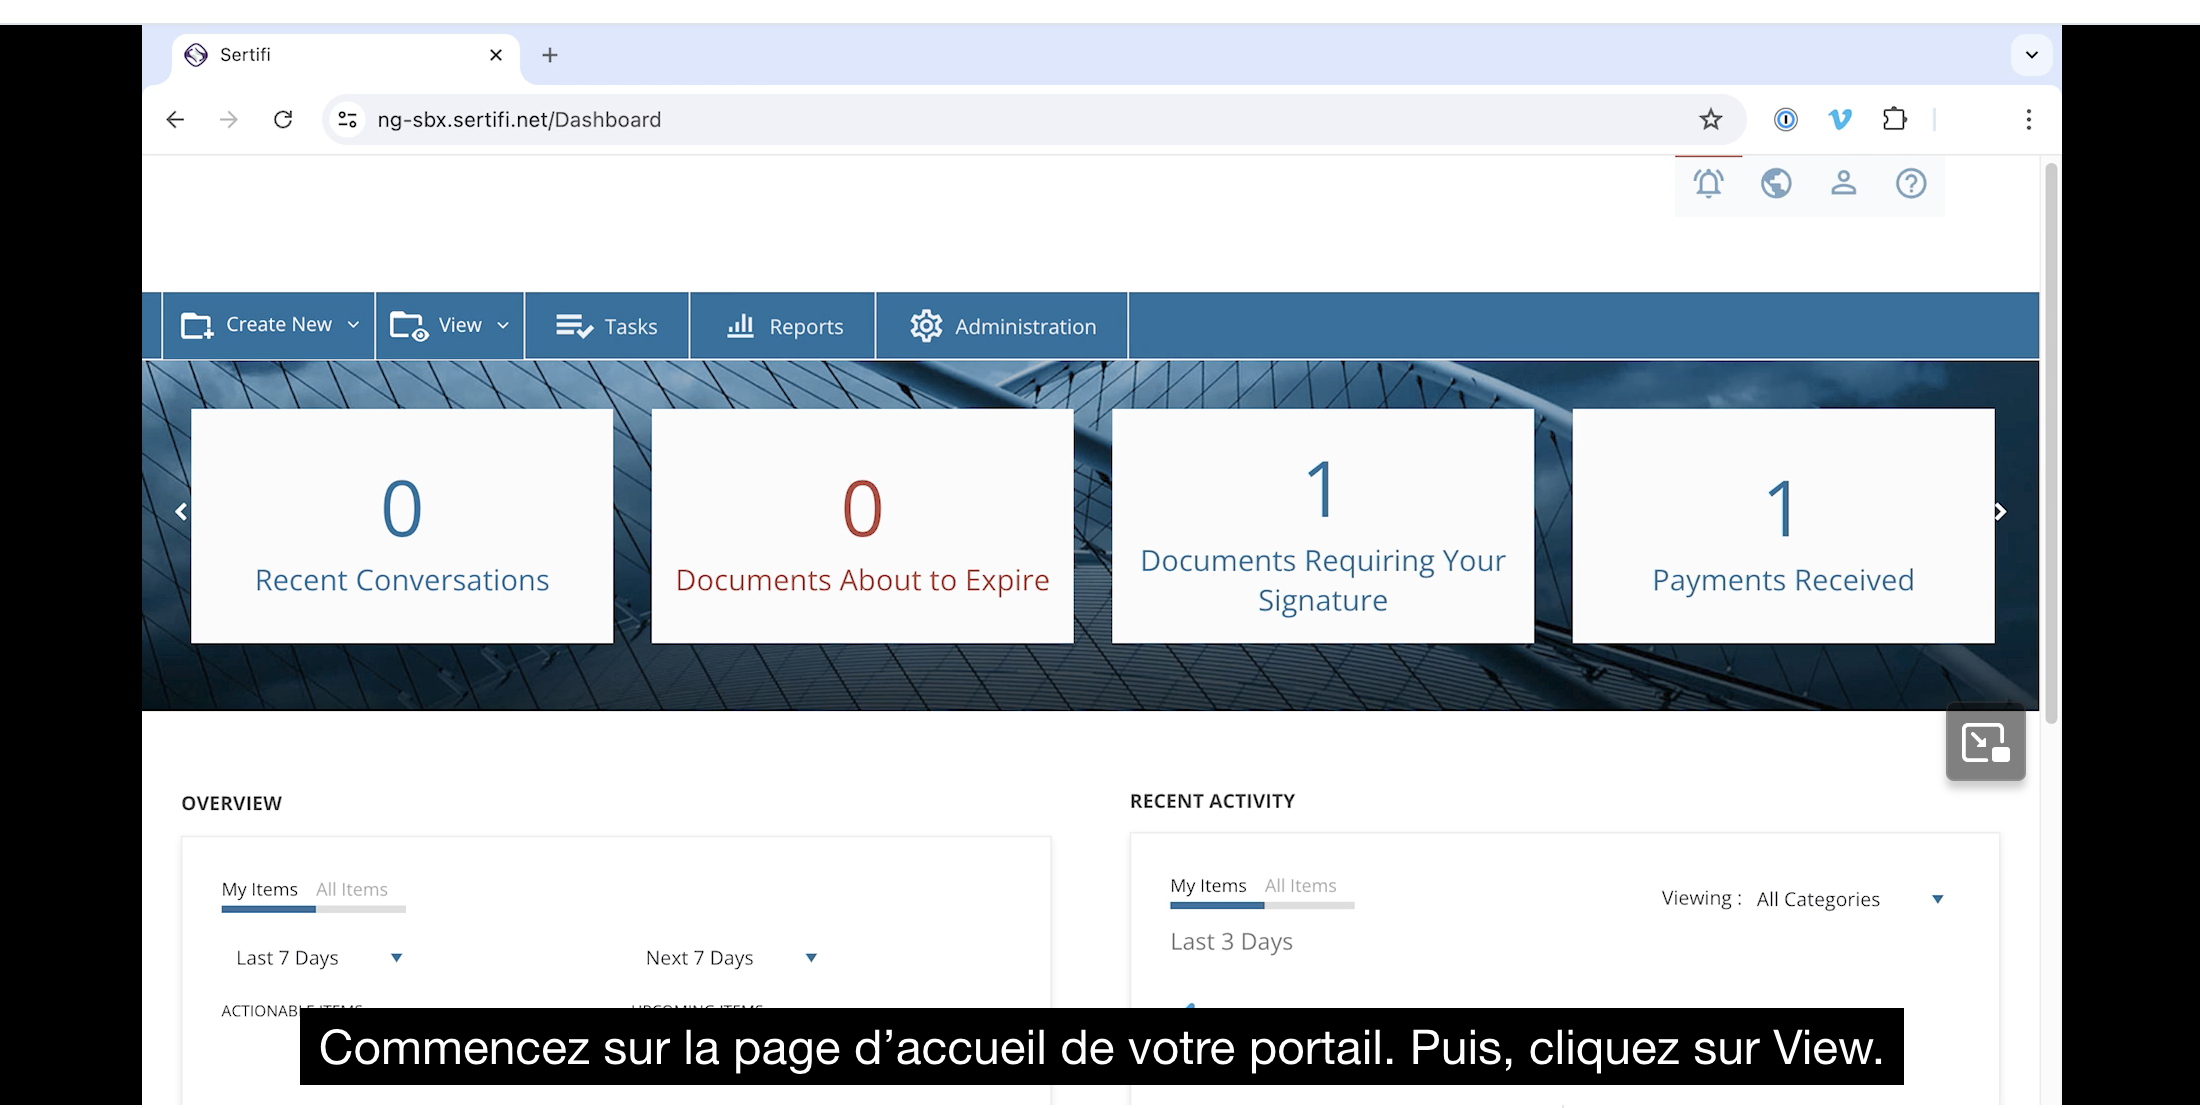 Sertifi
ng-sbx.sertifi.net/Dashboard
Create New
View
Tasks
Reports
Administration
0
Recent Conversations
0
Documents About to Expire
1
Documents Requiring Your
Signature
1
Payments Received
OVERVIEW
My Items All Items
Last 7 Days
Next 7 Days
RECENT ACTIVITY
My Items All Items
Viewing : All Categories
Last 3 Days
Commencez sur la page d’accueil de votre portail. Puis, cliquez sur View.